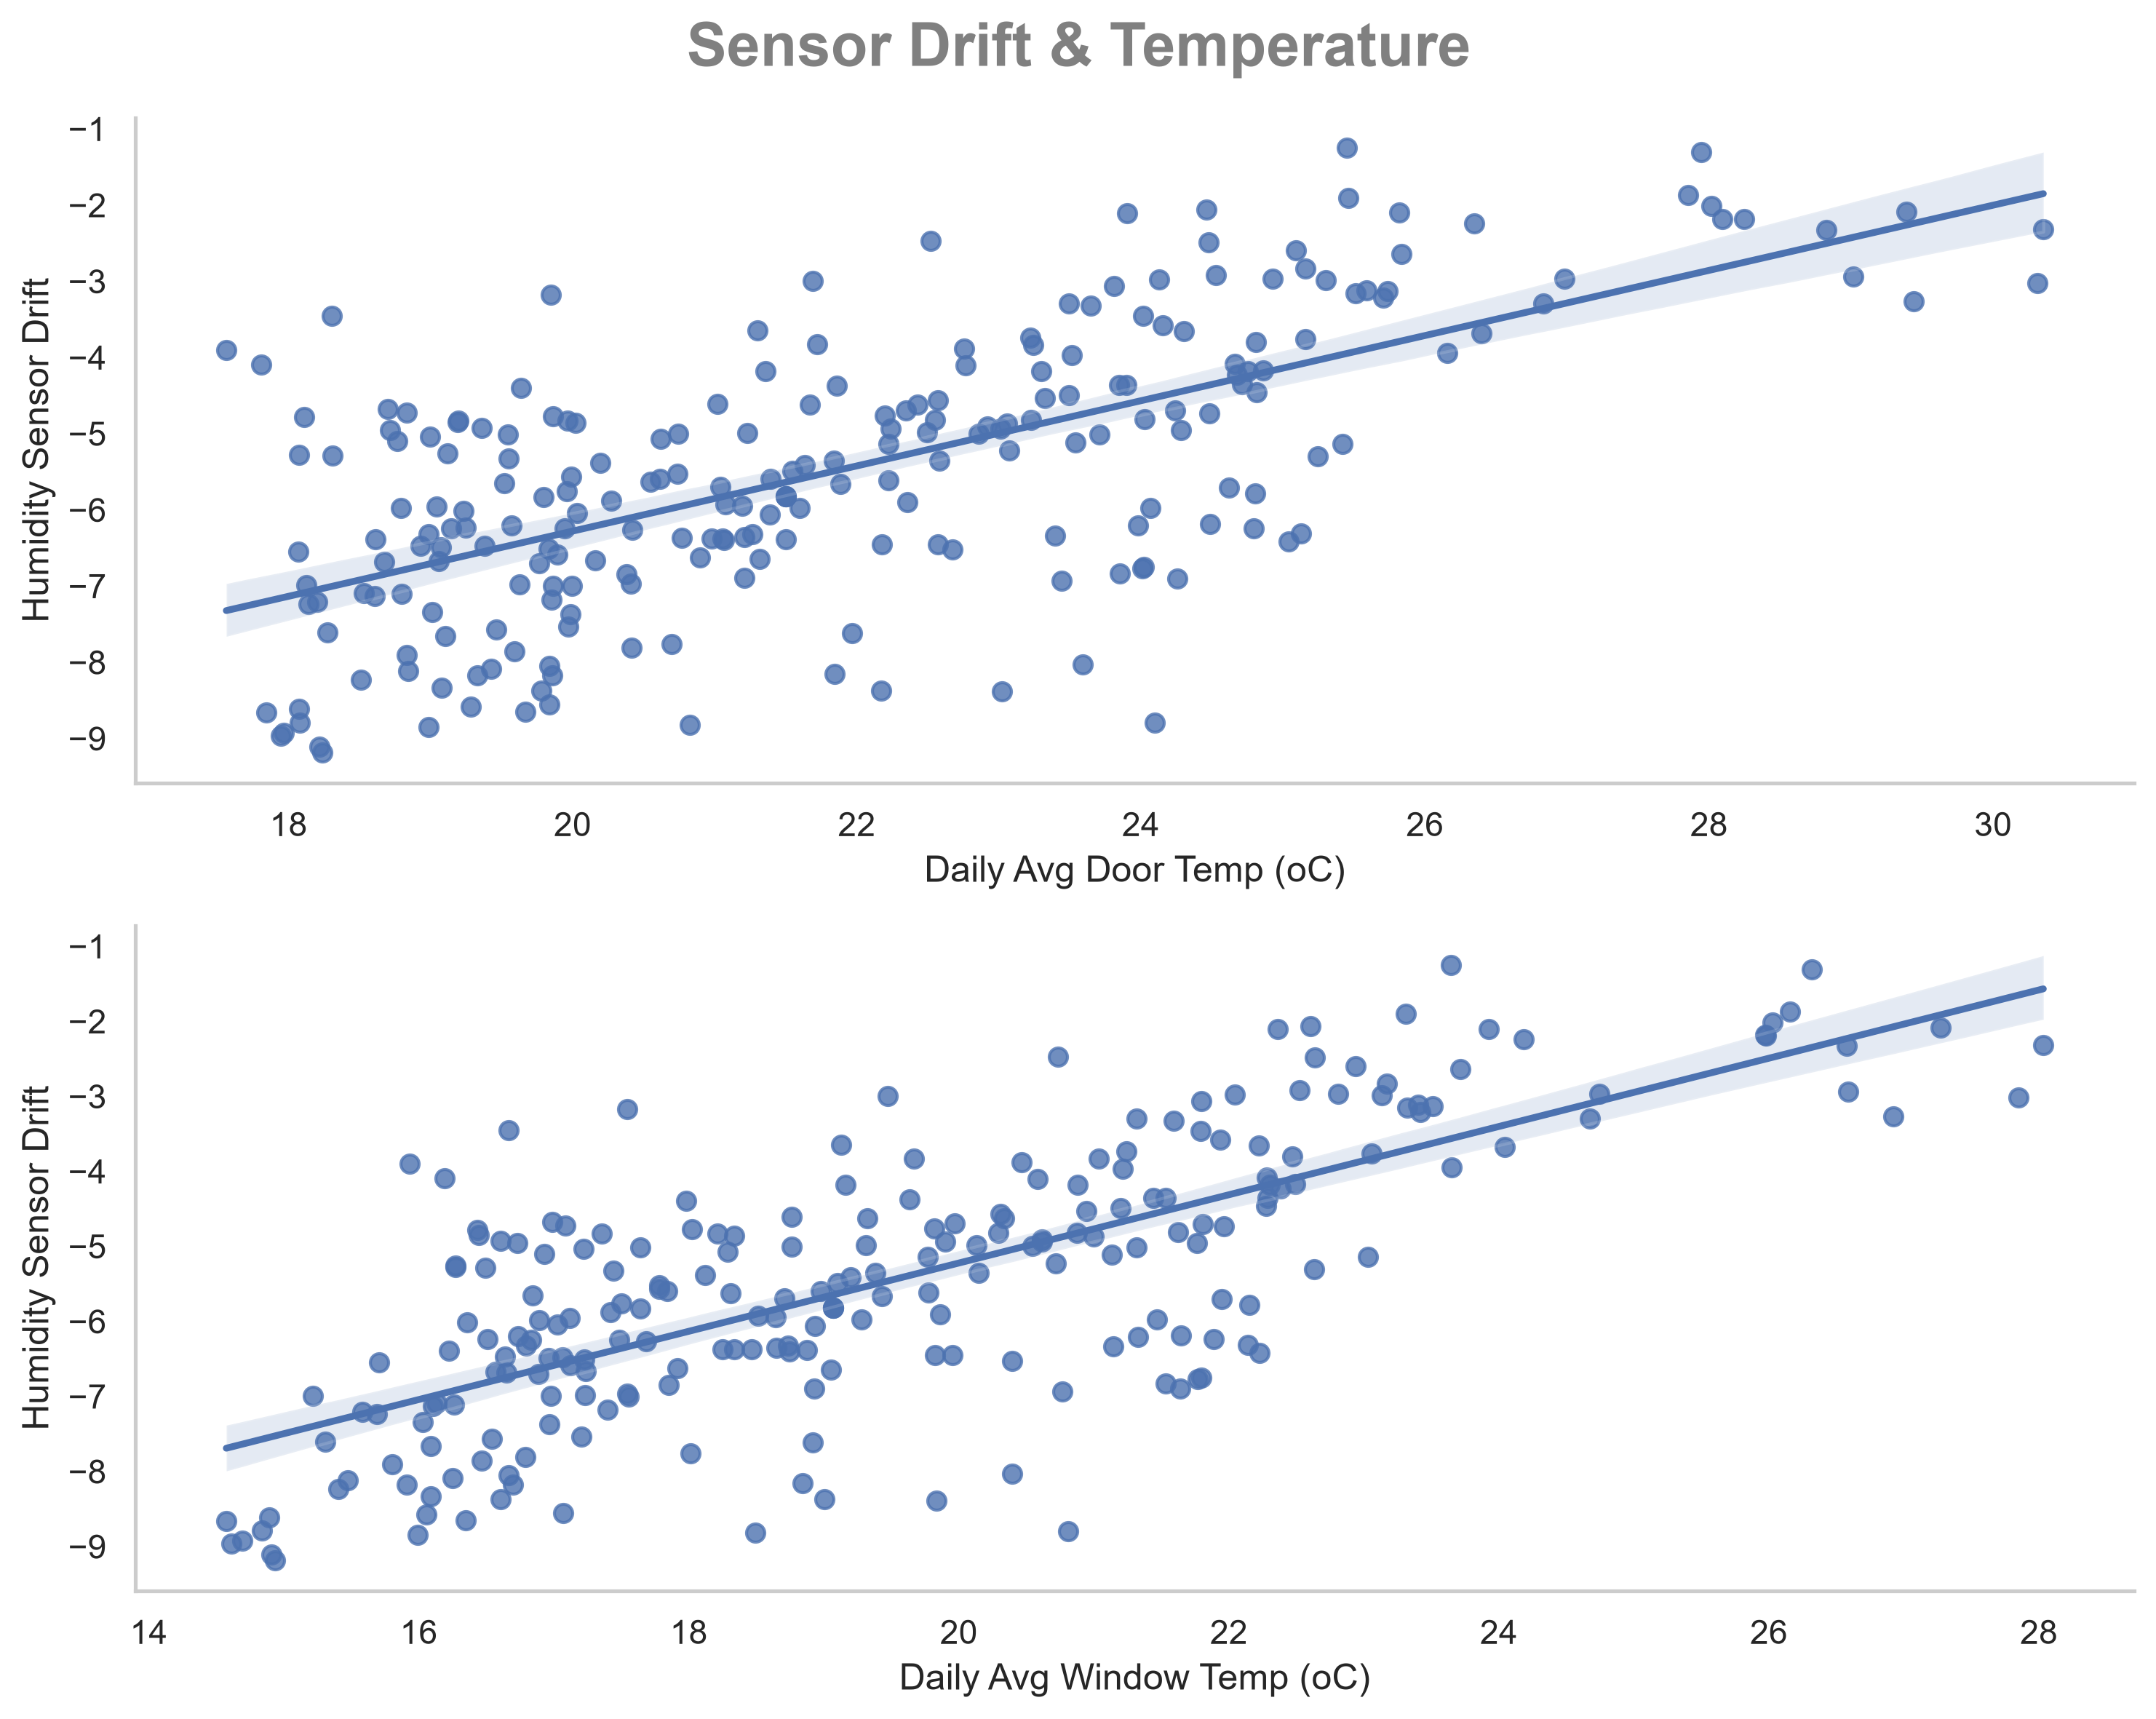 Sensor Drift & Temperature
−1
−2
−3
−4
−5
−6
−7
−8
−9
Humidity Sensor Drift
18 20 22 24 26 28 30
Daily Avg Door Temp (oC)
−1
−2
−3
−4
−5
−6
−7
−8
−9
Humidity Sensor Drift
14 16 18 20 22 24 26 28
Daily Avg Window Temp (oC)